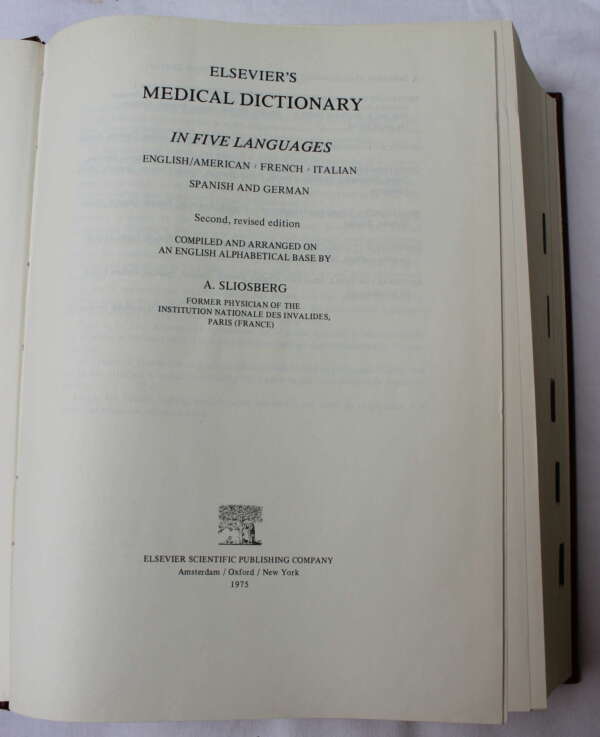 ELSEVIER'S
MEDICAL DICTIONARY
IN FIVE LANGUAGES
ENGLISH/AMERICAN · FRENCH · ITALIAN
SPANISH AND GERMAN
Second, revised edition
COMPILED AND ARRANGED ON
AN ENGLISH ALPHABETICAL BASE BY
A. SLIOSBERG
FORMER PHYSICIAN OF THE
INSTITUTION NATIONALE DES INVALIDES,
PARIS (FRANCE)
ELSEVIER SCIENTIFIC PUBLISHING COMPANY
Amsterdam / Oxford / New York
1975